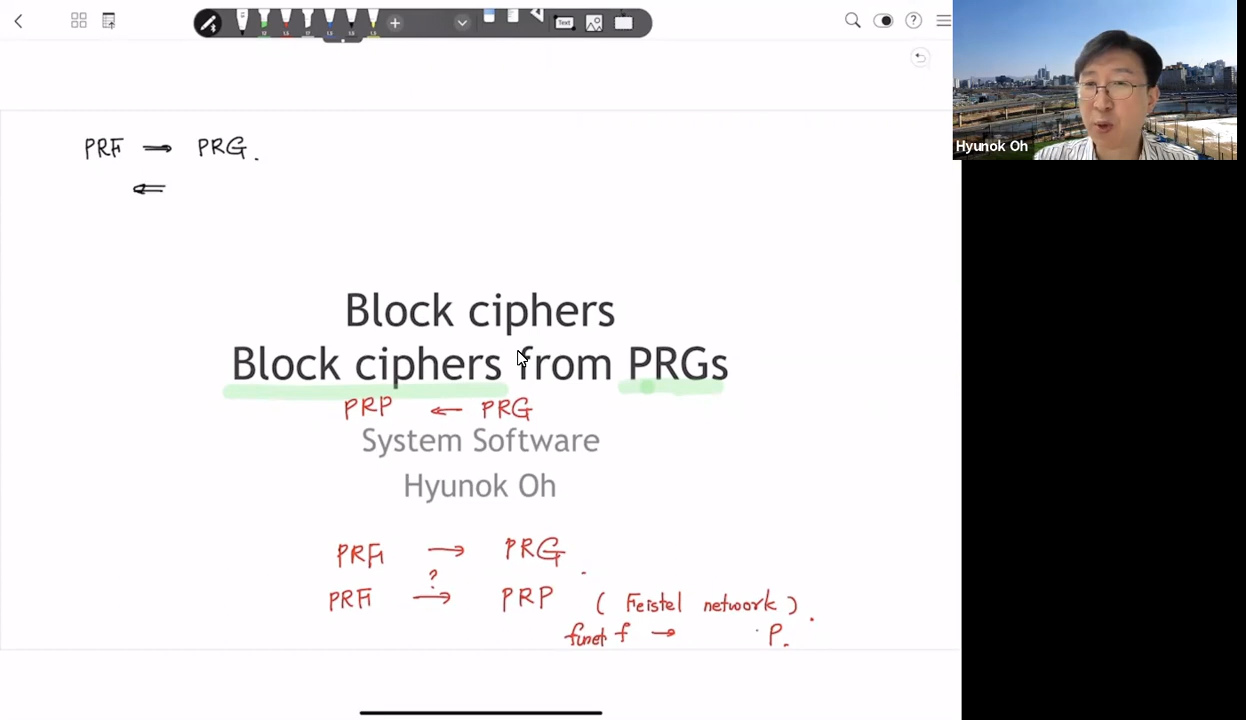 Text
Hyunok Oh
PRF → PRG.
⇐
Block ciphers
Block ciphers from PRGs
PRP ← PRG
System Software
Hyunok Oh
PRF → PRG.
PRF →? PRP ( Feistel network ).
funct f → P.